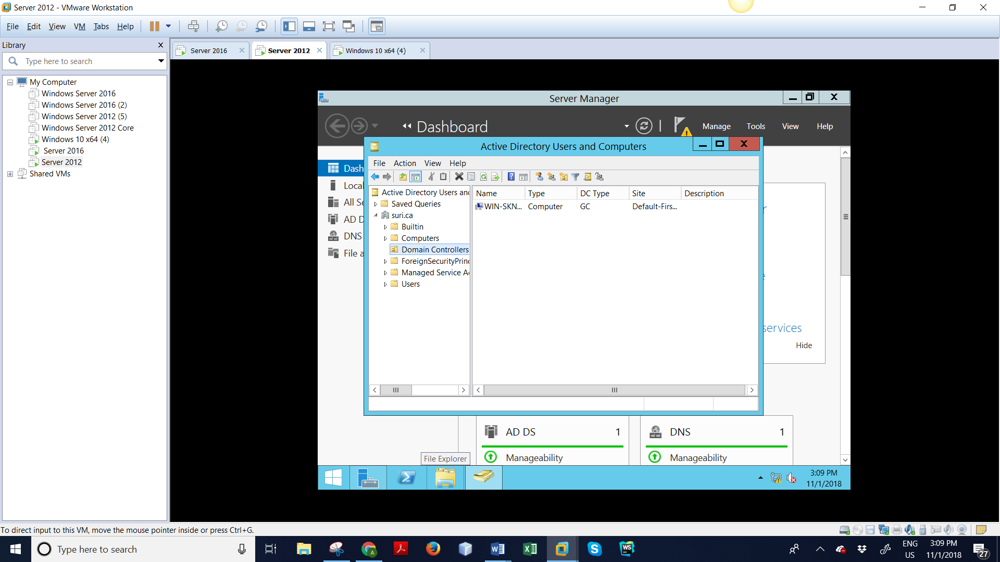 Server 2012 - VMware Workstation
File Edit View VM Tabs Help
Library
Type here to search
My Computer
Windows Server 2016
Windows Server 2016 (2)
Windows Server 2012 (5)
Windows Server 2012 Core
Windows 10 x64 (4)
Server 2016
Server 2012
Shared VMs
Server 2016 Server 2012 Windows 10 x64 (4)
Server Manager
Dashboard
Manage Tools View Help
Dash
Local
All Se
AD D
DNS
File a
Active Directory Users and Computers
File Action View Help
Active Directory Users and
Saved Queries
suri.ca
Builtin
Computers
Domain Controllers
ForeignSecurityPrinc
Managed Service Ac
Users
Name Type DC Type Site Description
WIN-SKN... Computer GC Default-Firs...
services
Hide
AD DS 1
Manageability
DNS 1
Manageability
File Explorer
3:09 PM
11/1/2018
To direct input to this VM, move the mouse pointer inside or press Ctrl+G.
Type here to search
A
WS
ENG
US
3:09 PM
11/1/2018
27